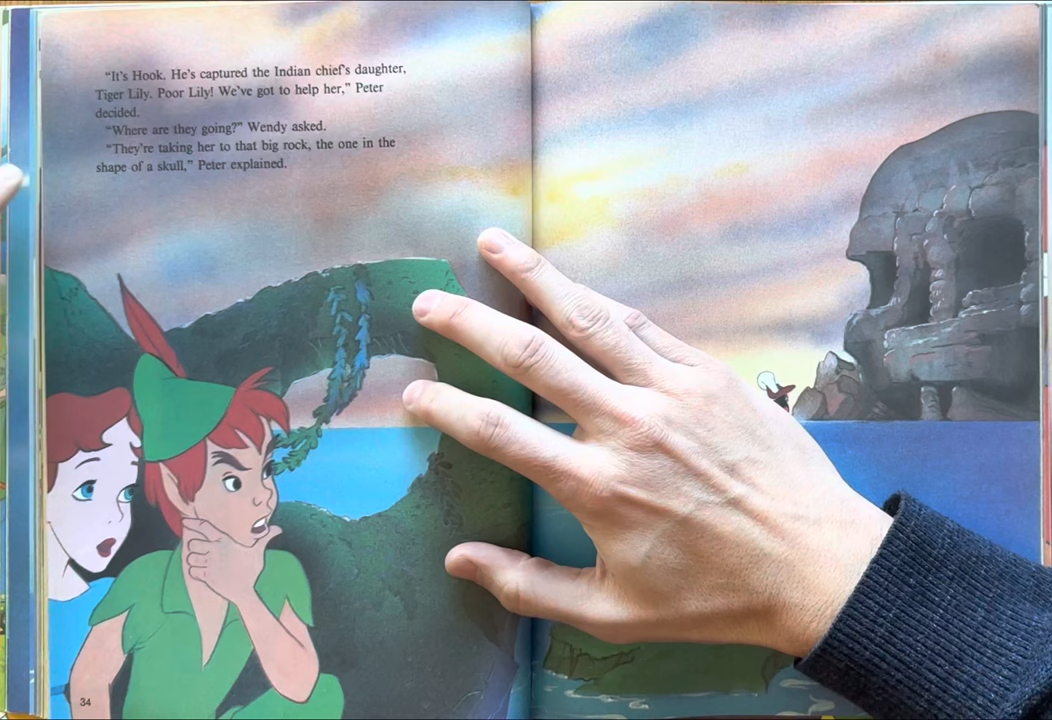 “It's Hook. He's captured the Indian chief's daughter,
Tiger Lily. Poor Lily! We've got to help her,” Peter
decided.
“Where are they going?” Wendy asked.
“They're taking her to that big rock, the one in the
shape of a skull,” Peter explained.
34